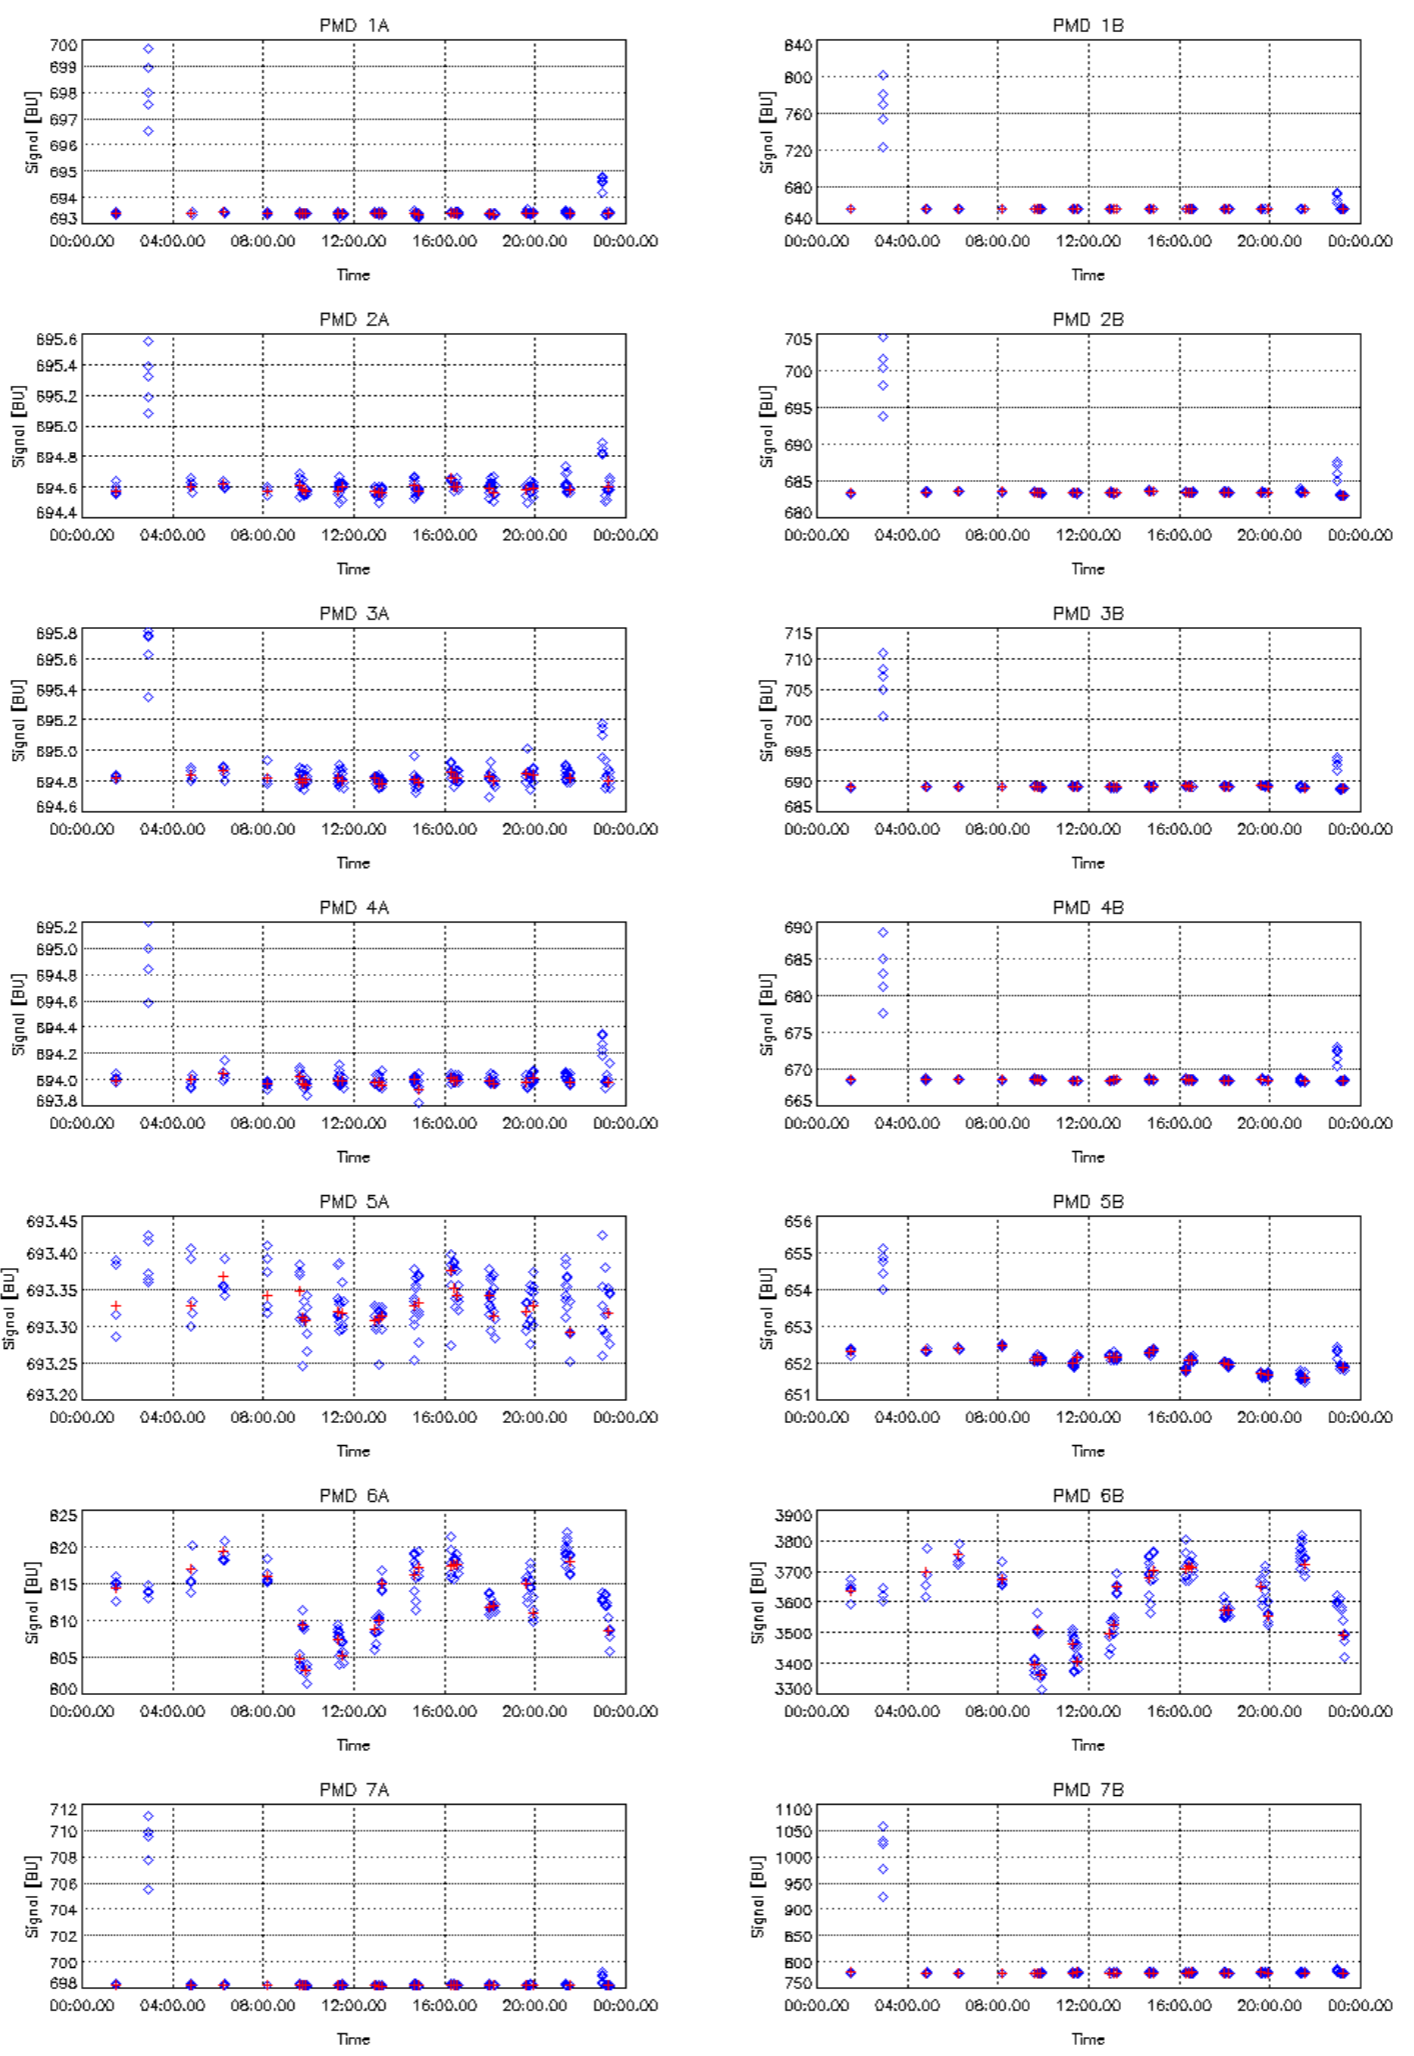 PMD 1A
700
699
698
697
696
695
694
693
Signal [BU]
00:00.00 04:00.00 08:00.00 12:00.00 16:00.00 20:00.00 00:00.00
Time
PMD 1B
840
800
760
720
680
640
Signal [BU]
00:00.00 04:00.00 08:00.00 12:00.00 16:00.00 20:00.00 00:00.00
Time
PMD 2A
695.6
695.4
695.2
695.0
694.8
694.6
694.4
Signal [BU]
00:00.00 04:00.00 08:00.00 12:00.00 16:00.00 20:00.00 00:00.00
Time
PMD 2B
705
700
695
690
685
680
Signal [BU]
00:00.00 04:00.00 08:00.00 12:00.00 16:00.00 20:00.00 00:00.00
Time
PMD 3A
695.8
695.6
695.4
695.2
695.0
694.8
694.6
Signal [BU]
00:00.00 04:00.00 08:00.00 12:00.00 16:00.00 20:00.00 00:00.00
Time
PMD 3B
715
710
705
700
695
690
685
Signal [BU]
00:00.00 04:00.00 08:00.00 12:00.00 16:00.00 20:00.00 00:00.00
Time
PMD 4A
695.2
695.0
694.8
694.6
694.4
694.2
694.0
693.8
Signal [BU]
00:00.00 04:00.00 08:00.00 12:00.00 16:00.00 20:00.00 00:00.00
Time
PMD 4B
690
685
680
675
670
665
Signal [BU]
00:00.00 04:00.00 08:00.00 12:00.00 16:00.00 20:00.00 00:00.00
Time
PMD 5A
693.45
693.40
693.35
693.30
693.25
693.20
Signal [BU]
00:00.00 04:00.00 08:00.00 12:00.00 16:00.00 20:00.00 00:00.00
Time
PMD 5B
656
655
654
653
652
651
Signal [BU]
00:00.00 04:00.00 08:00.00 12:00.00 16:00.00 20:00.00 00:00.00
Time
PMD 6A
825
820
815
810
805
800
Signal [BU]
00:00.00 04:00.00 08:00.00 12:00.00 16:00.00 20:00.00 00:00.00
Time
PMD 6B
3900
3800
3700
3600
3500
3400
3300
Signal [BU]
00:00.00 04:00.00 08:00.00 12:00.00 16:00.00 20:00.00 00:00.00
Time
PMD 7A
712
710
708
706
704
702
700
698
Signal [BU]
00:00.00 04:00.00 08:00.00 12:00.00 16:00.00 20:00.00 00:00.00
Time
PMD 7B
1100
1050
1000
950
900
850
800
750
Signal [BU]
00:00.00 04:00.00 08:00.00 12:00.00 16:00.00 20:00.00 00:00.00
Time